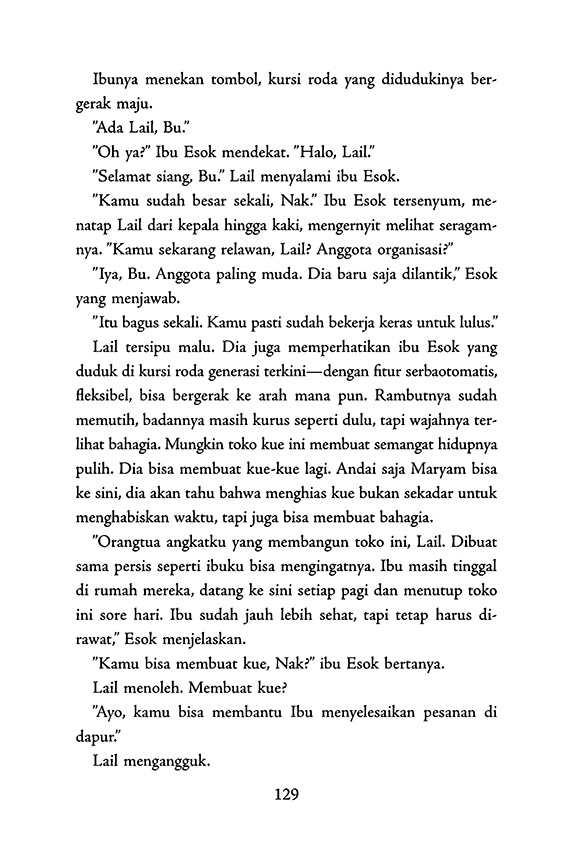 Ibunya menekan tombol, kursi roda yang didudukinya ber-
gerak maju.
”Ada Lail, Bu.”
”Oh ya?” Ibu Esok mendekat. ”Halo, Lail.”
”Selamat siang, Bu.” Lail menyalami ibu Esok.
”Kamu sudah besar sekali, Nak.” Ibu Esok tersenyum, me-
natap Lail dari kepala hingga kaki, mengernyit melihat seragam-
nya. ”Kamu sekarang relawan, Lail? Anggota organisasi?”
”Iya, Bu. Anggota paling muda. Dia baru saja dilantik,” Esok
yang menjawab.
”Itu bagus sekali. Kamu pasti sudah bekerja keras untuk lulus.”
Lail tersipu malu. Dia juga memperhatikan ibu Esok yang
duduk di kursi roda generasi terkini—dengan fitur serbaotomatis,
fleksibel, bisa bergerak ke arah mana pun. Rambutnya sudah
memutih, badannya masih kurus seperti dulu, tapi wajahnya ter-
lihat bahagia. Mungkin toko kue ini membuat semangat hidupnya
pulih. Dia bisa membuat kue-kue lagi. Andai saja Maryam bisa
ke sini, dia akan tahu bahwa menghias kue bukan sekadar untuk
menghabiskan waktu, tapi juga bisa membuat bahagia.
”Orangtua angkatku yang membangun toko ini, Lail. Dibuat
sama persis seperti ibuku bisa mengingatnya. Ibu masih tinggal
di rumah mereka, datang ke sini setiap pagi dan menutup toko
ini sore hari. Ibu sudah jauh lebih sehat, tapi tetap harus di-
rawat,” Esok menjelaskan.
”Kamu bisa membuat kue, Nak?” ibu Esok bertanya.
Lail menoleh. Membuat kue?
”Ayo, kamu bisa membantu Ibu menyelesaikan pesanan di
dapur.”
Lail mengangguk.
129